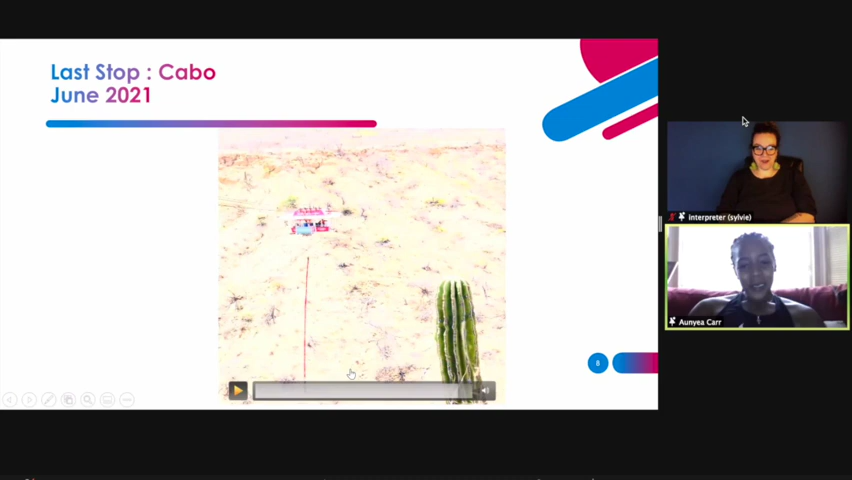 Last Stop : Cabo
June 2021
interpreter (sylvie)
Aunyea Carr
8